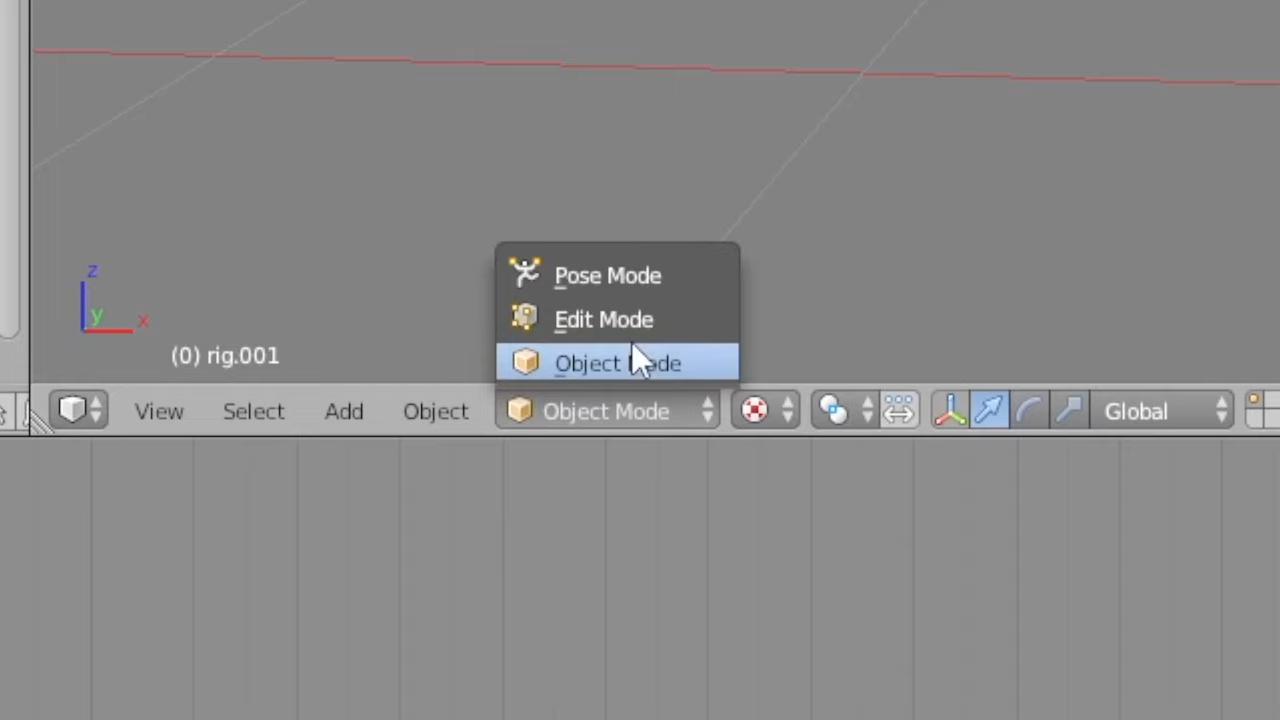 Pose Mode
z
Edit Mode
y x
(0) rig.001
Object Mode
View Select Add Object Object Mode Global